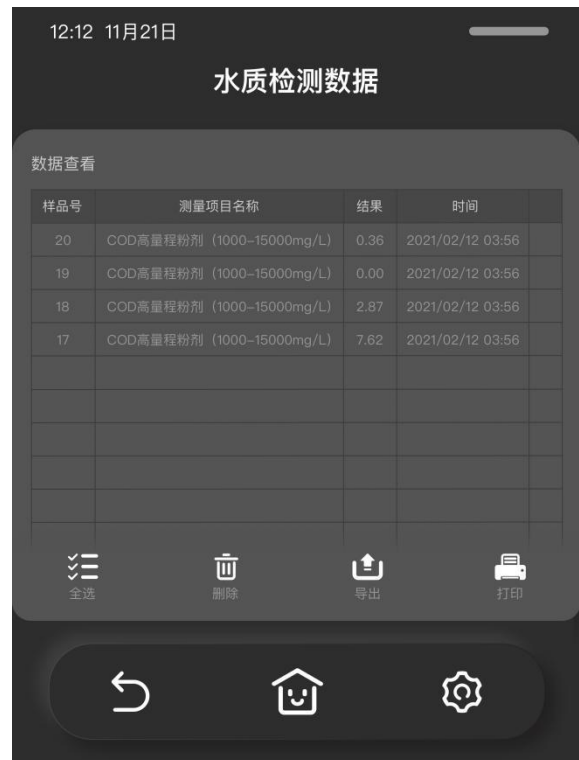 12:12 11月21日
水质检测数据
数据查看
样品号 测量项目名称 结果 时间
20 COD高量程粉剂（1000–15000mg/L） 0.36 2021/02/12 03:56
19 COD高量程粉剂（1000–15000mg/L） 0.00 2021/02/12 03:56
18 COD高量程粉剂（1000–15000mg/L） 2.87 2021/02/12 03:56
17 COD高量程粉剂（1000–15000mg/L） 7.62 2021/02/12 03:56
全选 删除 导出 打印